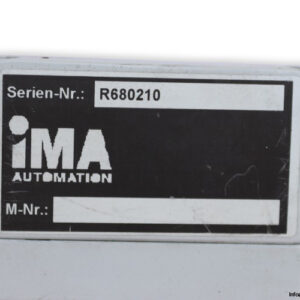 Serien-Nr.: R680210
iMA
AUTOMATION
M-Nr.: